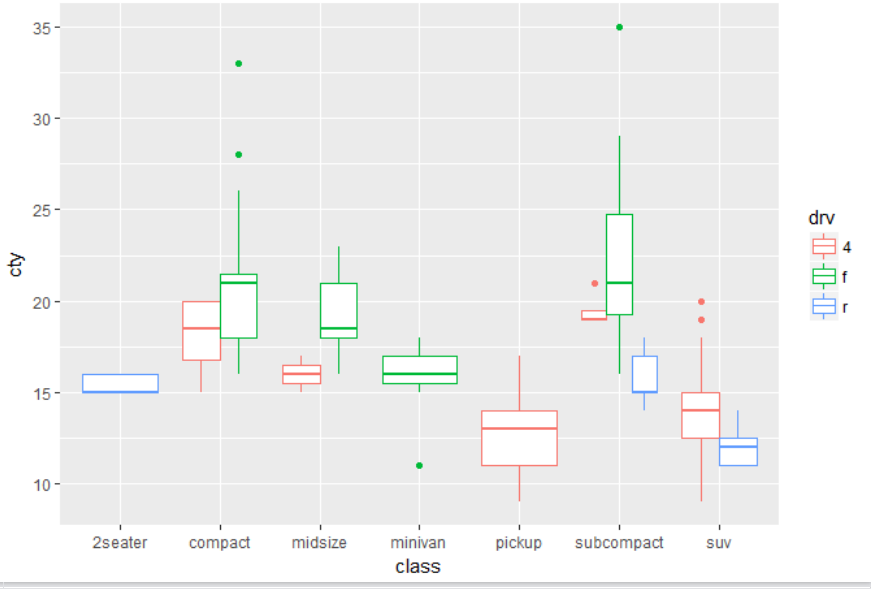 35
30
25
20
15
10
cty
2seater compact midsize minivan pickup subcompact suv
class
drv
4
f
r